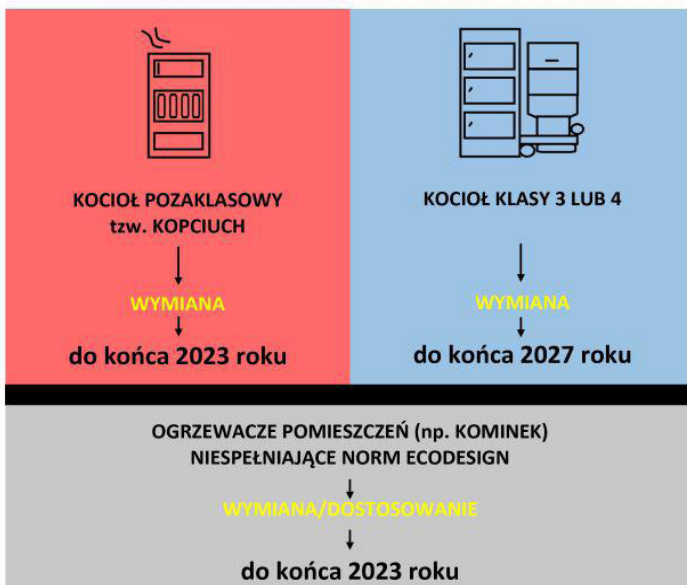 KOCIOŁ POZAKLASOWY
tzw. KOPCIUCH
WYMIANA
do końca 2023 roku
KOCIOŁ KLASY 3 LUB 4
WYMIANA
do końca 2027 roku
OGRZEWACZE POMIESZCZEŃ (np. KOMINEK)
NIESPEŁNIAJĄCE NORM ECODESIGN
WYMIANA/DOSTOSOWANIE
do końca 2023 roku